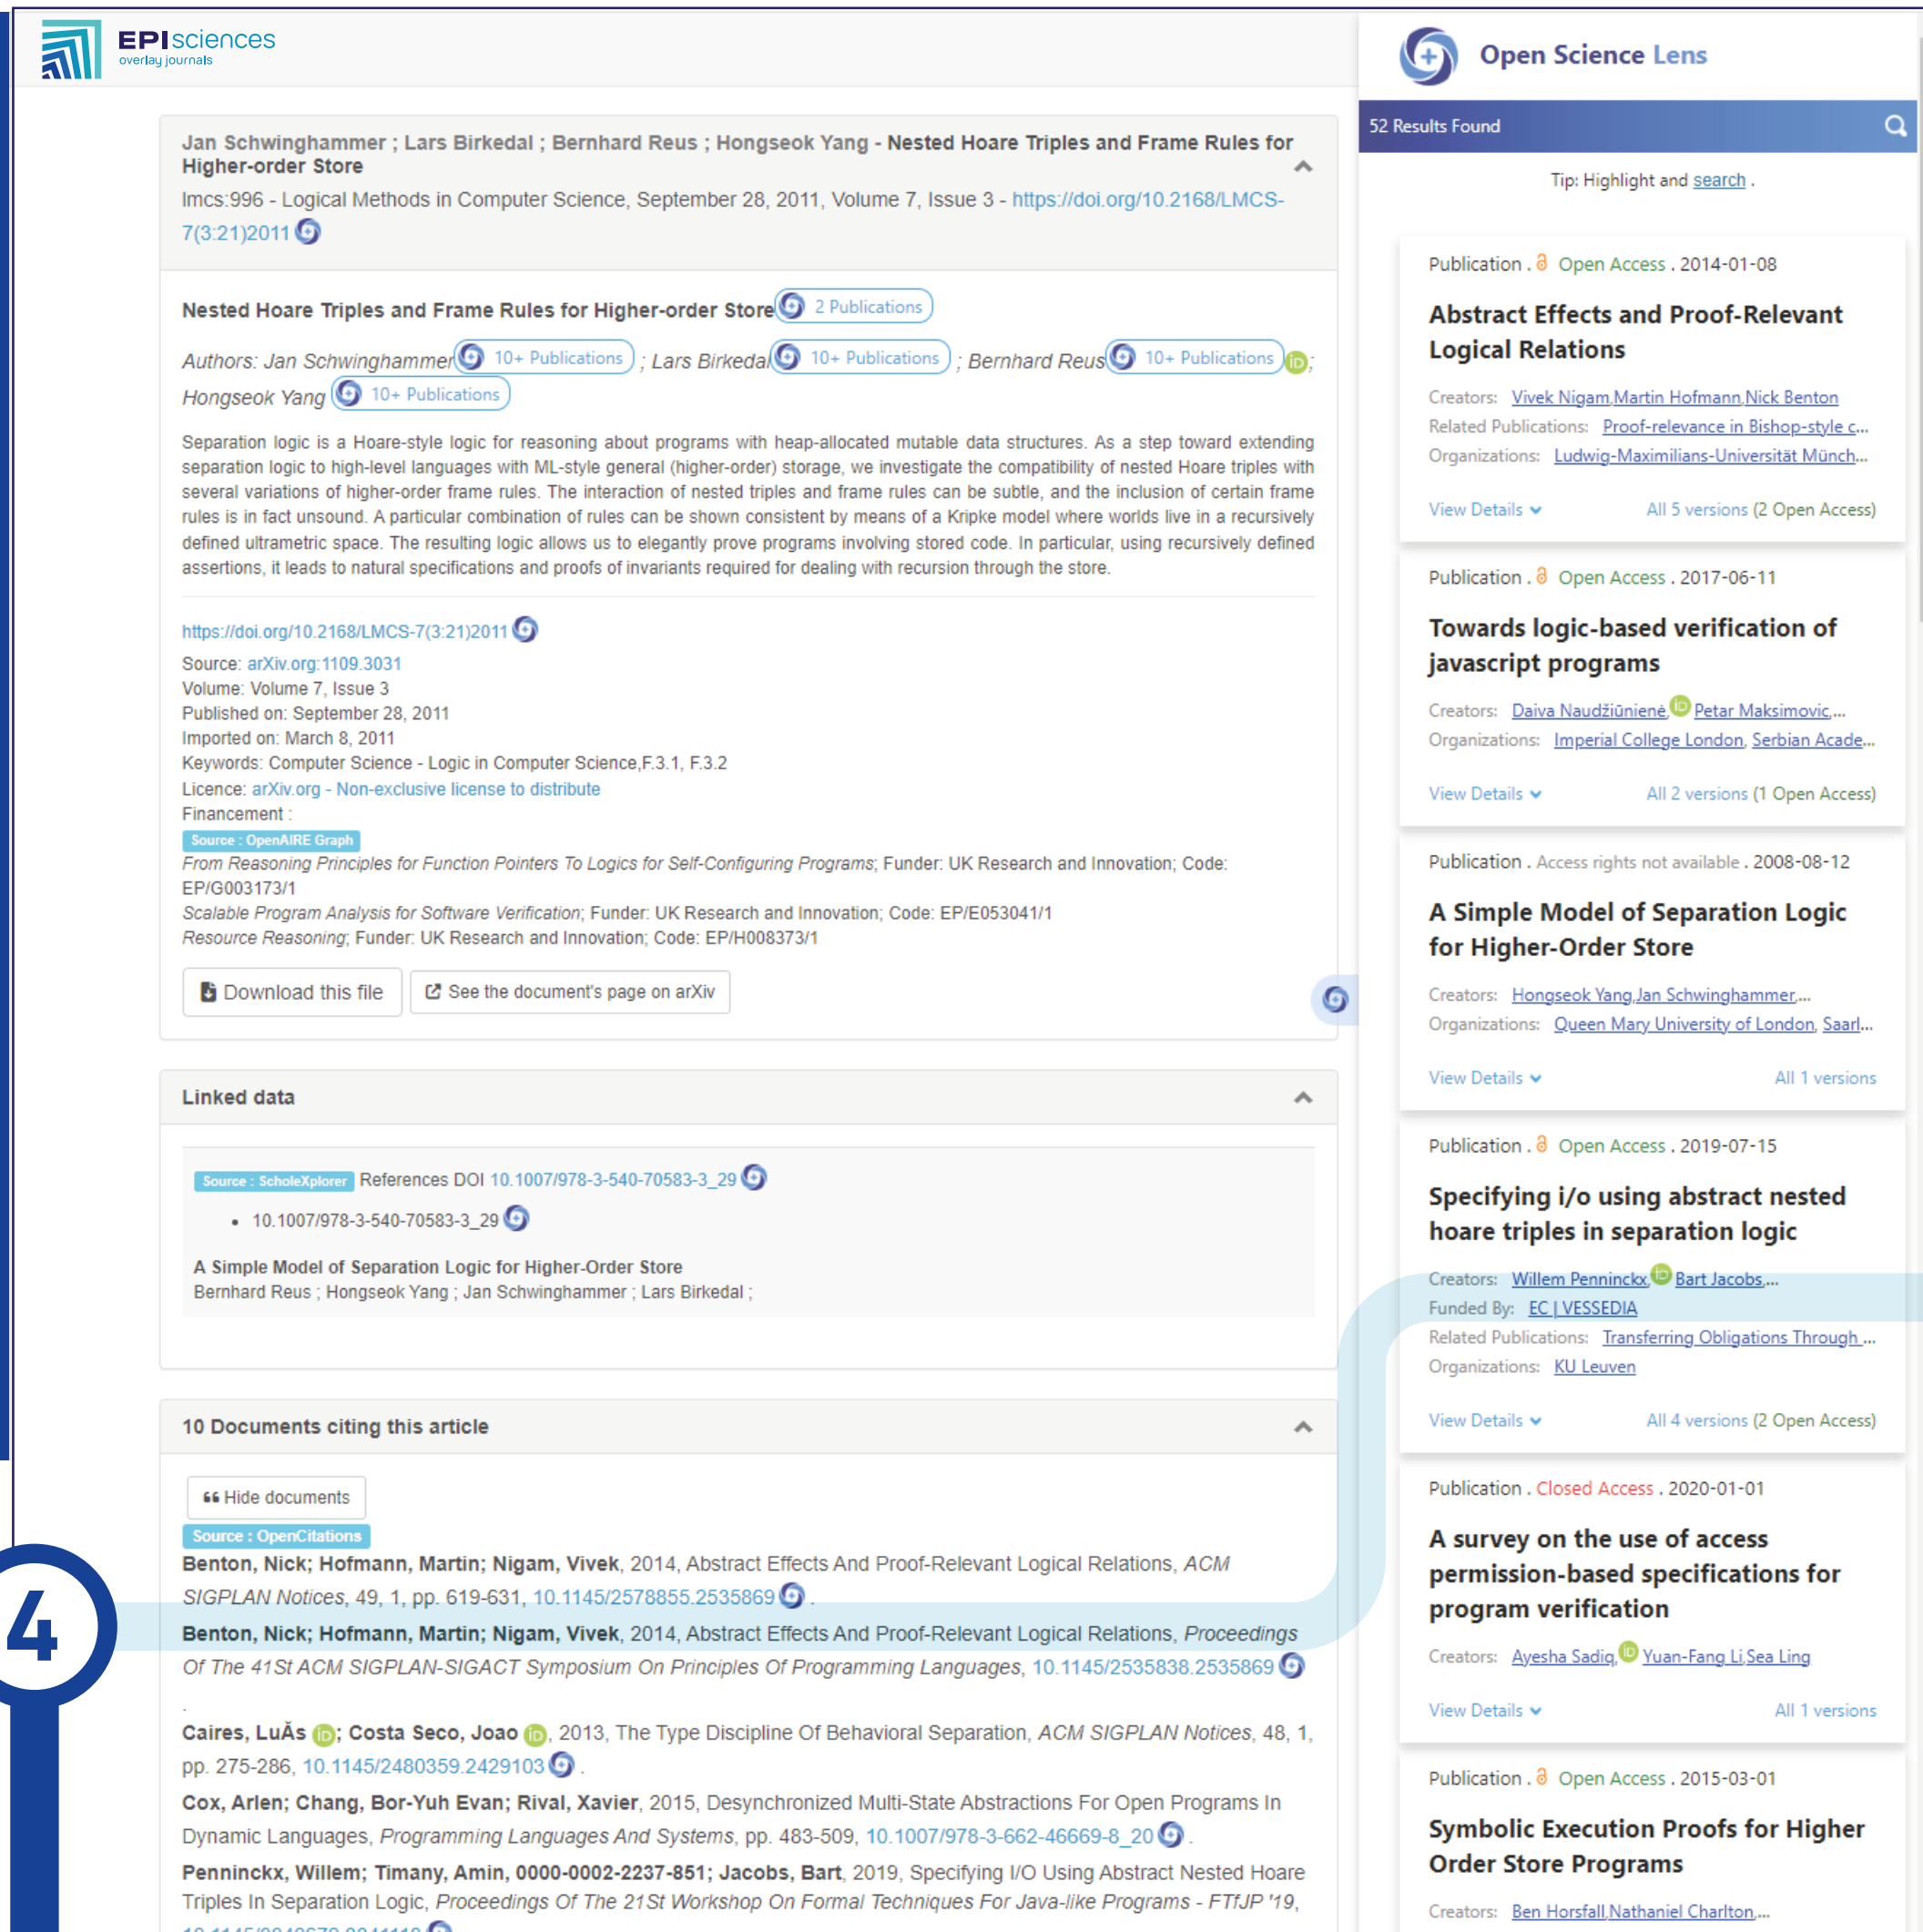 EPIsciences
overlay journals
Jan Schwinghammer ; Lars Birkedal ; Bernhard Reus ; Hongseok Yang - Nested Hoare Triples and Frame Rules for
Higher-order Store
lmcs:996 - Logical Methods in Computer Science, September 28, 2011, Volume 7, Issue 3 - https://doi.org/10.2168/LMCS-
7(3:21)2011
Nested Hoare Triples and Frame Rules for Higher-order Store 2 Publications
Authors: Jan Schwinghammer 10+ Publications ; Lars Birkedal 10+ Publications ; Bernhard Reus 10+ Publications iD;
Hongseok Yang 10+ Publications
Separation logic is a Hoare-style logic for reasoning about programs with heap-allocated mutable data structures. As a step toward extending
separation logic to high-level languages with ML-style general (higher-order) storage, we investigate the compatibility of nested Hoare triples with
several variations of higher-order frame rules. The interaction of nested triples and frame rules can be subtle, and the inclusion of certain frame
rules is in fact unsound. A particular combination of rules can be shown consistent by means of a Kripke model where worlds live in a recursively
defined ultrametric space. The resulting logic allows us to elegantly prove programs involving stored code. In particular, using recursively defined
assertions, it leads to natural specifications and proofs of invariants required for dealing with recursion through the store.
https://doi.org/10.2168/LMCS-7(3:21)2011
Source: arXiv.org:1109.3031
Volume: Volume 7, Issue 3
Published on: September 28, 2011
Imported on: March 8, 2011
Keywords: Computer Science - Logic in Computer Science,F.3.1, F.3.2
Licence: arXiv.org - Non-exclusive license to distribute
Financement :
Source : OpenAIRE Graph
From Reasoning Principles for Function Pointers To Logics for Self-Configuring Programs; Funder: UK Research and Innovation; Code:
EP/G003173/1
Scalable Program Analysis for Software Verification; Funder: UK Research and Innovation; Code: EP/E053041/1
Resource Reasoning; Funder: UK Research and Innovation; Code: EP/H008373/1
Download this file See the document's page on arXiv
Linked data
Source : ScholeXplorer References DOI 10.1007/978-3-540-70583-3_29
• 10.1007/978-3-540-70583-3_29
A Simple Model of Separation Logic for Higher-Order Store
Bernhard Reus ; Hongseok Yang ; Jan Schwinghammer ; Lars Birkedal ;
10 Documents citing this article
Hide documents
Source : OpenCitations
Benton, Nick; Hofmann, Martin; Nigam, Vivek, 2014, Abstract Effects And Proof-Relevant Logical Relations, ACM
SIGPLAN Notices, 49, 1, pp. 619-631, 10.1145/2578855.2535869 .
Benton, Nick; Hofmann, Martin; Nigam, Vivek, 2014, Abstract Effects And Proof-Relevant Logical Relations, Proceedings
Of The 41St ACM SIGPLAN-SIGACT Symposium On Principles Of Programming Languages, 10.1145/2535838.2535869
.
Caires, LuÃs iD; Costa Seco, Joao iD, 2013, The Type Discipline Of Behavioral Separation, ACM SIGPLAN Notices, 48, 1,
pp. 275-286, 10.1145/2480359.2429103 .
Cox, Arlen; Chang, Bor-Yuh Evan; Rival, Xavier, 2015, Desynchronized Multi-State Abstractions For Open Programs In
Dynamic Languages, Programming Languages And Systems, pp. 483-509, 10.1007/978-3-662-46669-8_20 .
Penninckx, Willem; Timany, Amin, 0000-0002-2237-851; Jacobs, Bart, 2019, Specifying I/O Using Abstract Nested Hoare
Triples In Separation Logic, Proceedings Of The 21St Workshop On Formal Techniques For Java-like Programs - FTfJP '19,
4
Open Science Lens
52 Results Found
Tip: Highlight and search .
Publication . Open Access . 2014-01-08
Abstract Effects and Proof-Relevant
Logical Relations
Creators: Vivek Nigam,Martin Hofmann,Nick Benton
Related Publications: Proof-relevance in Bishop-style c...
Organizations: Ludwig-Maximilians-Universität Münch...
View Details All 5 versions (2 Open Access)
Publication . Open Access . 2017-06-11
Towards logic-based verification of
javascript programs
Creators: Daiva Naudžiūnienė, iD Petar Maksimovic,...
Organizations: Imperial College London, Serbian Acade...
View Details All 2 versions (1 Open Access)
Publication . Access rights not available . 2008-08-12
A Simple Model of Separation Logic
for Higher-Order Store
Creators: Hongseok Yang,Jan Schwinghammer,...
Organizations: Queen Mary University of London, Saarl...
View Details All 1 versions
Publication . Open Access . 2019-07-15
Specifying i/o using abstract nested
hoare triples in separation logic
Creators: Willem Penninckx, iD Bart Jacobs,...
Funded By: EC | VESSEDIA
Related Publications: Transferring Obligations Through ...
Organizations: KU Leuven
View Details All 4 versions (2 Open Access)
Publication . Closed Access . 2020-01-01
A survey on the use of access
permission-based specifications for
program verification
Creators: Ayesha Sadiq, iD Yuan-Fang Li,Sea Ling
View Details All 1 versions
Publication . Open Access . 2015-03-01
Symbolic Execution Proofs for Higher
Order Store Programs
Creators: Ben Horsfall,Nathaniel Charlton,...